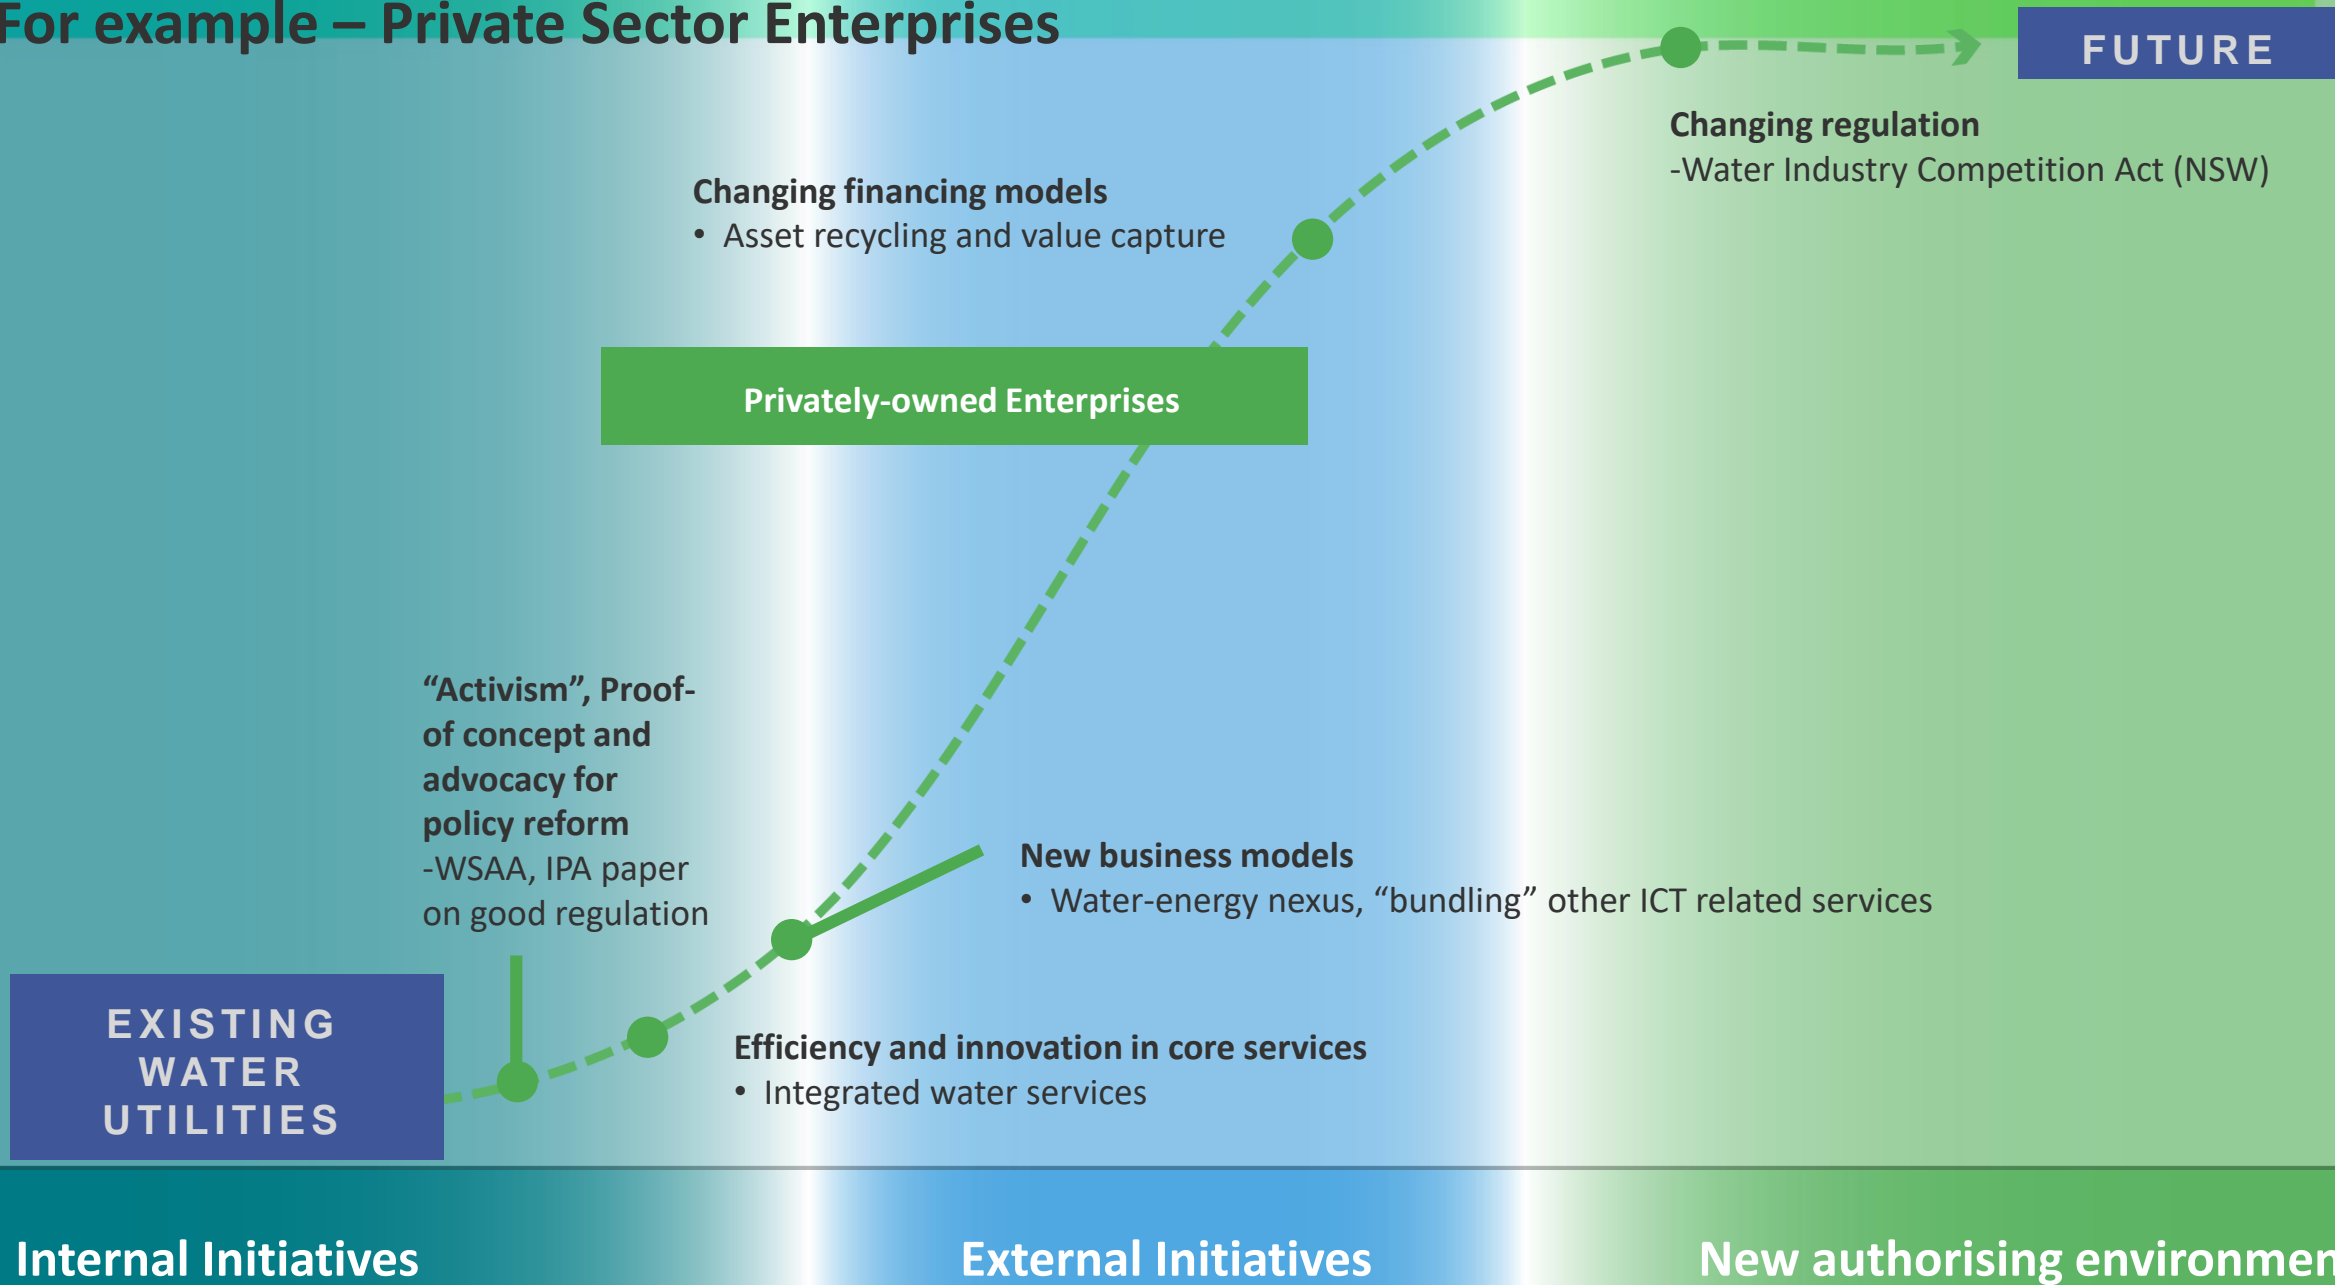 For example – Private Sector Enterprises
FUTURE
Changing regulation
-Water Industry Competition Act (NSW)
Changing financing models
• Asset recycling and value capture
Privately-owned Enterprises
“Activism”, Proof-
of concept and
advocacy for
policy reform
-WSAA, IPA paper
on good regulation
New business models
• Water-energy nexus, “bundling” other ICT related services
EXISTING
WATER
UTILITIES
Efficiency and innovation in core services
• Integrated water services
Internal Initiatives
External Initiatives
New authorising environmen